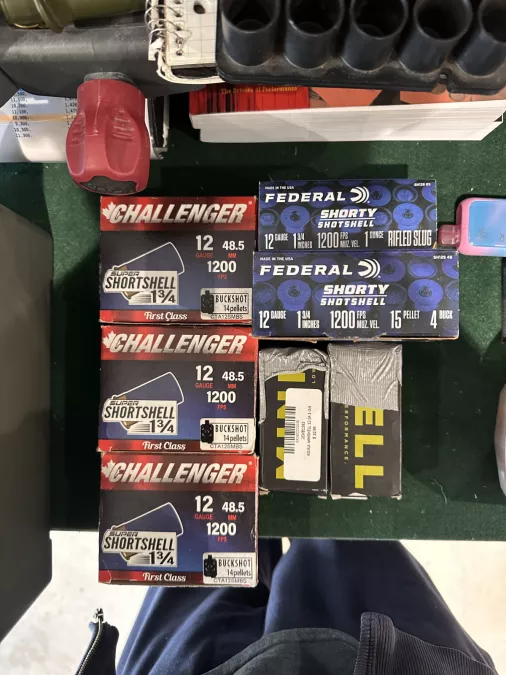 The Drivers of Performance
MADE IN THE USA
FEDERAL
SHORTY
SHOTSHELL
12 GAUGE 1 3/4 INCHES 1200 FPS MUZ. VEL. 1 OUNCE RIFLED SLUG
MADE IN THE USA
FEDERAL
SHORTY
SHOTSHELL
12 GAUGE 1 3/4 INCHES 1200 FPS MUZ. VEL. 15 PELLET 4 BUCK
CHALLENGER
12 48.5
GAUGE MM
1200
FPS
SUPER
SHORTSHELL
1 3/4
BUCKSHOT
14 pellets
First Class
CHALLENGER
12 48.5
GAUGE MM
1200
FPS
SUPER
SHORTSHELL
1 3/4
BUCKSHOT
14 pellets
First Class
CHALLENGER
12 48.5
GAUGE MM
1200
FPS
SUPER
SHORTSHELL
1 3/4
BUCKSHOT
14 pellets
CTA12SMBS
First Class
ELL